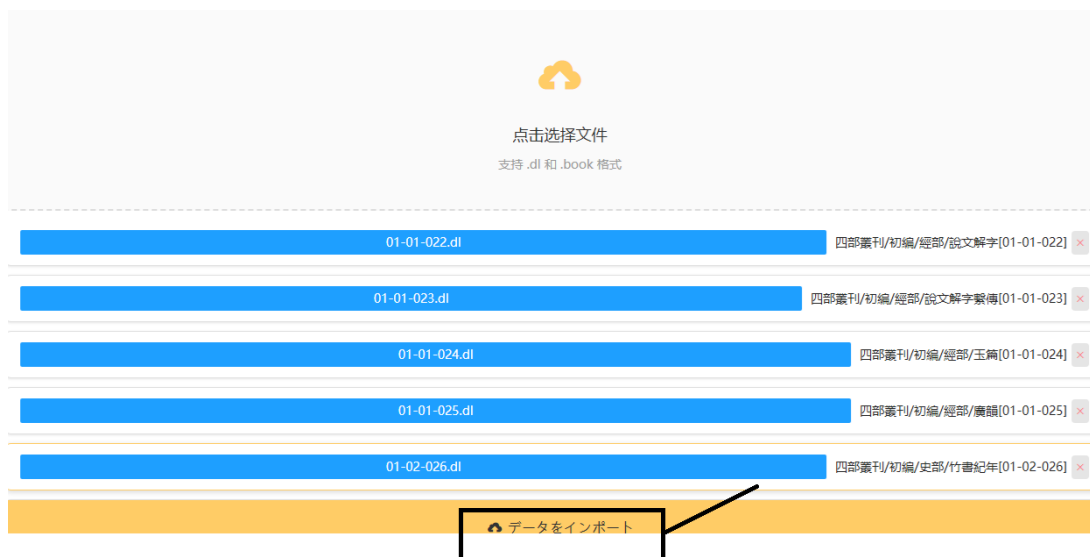 点击选择文件
支持 .dl 和 .book 格式
01-01-022.dl 四部叢刊/初編/經部/說文解字[01-01-022] ×
01-01-023.dl 四部叢刊/初編/經部/說文解字繫傳[01-01-023] ×
01-01-024.dl 四部叢刊/初編/經部/玉篇[01-01-024] ×
01-01-025.dl 四部叢刊/初編/經部/廣韻[01-01-025] ×
01-02-026.dl 四部叢刊/初編/史部/竹書紀年[01-02-026] ×
データをインポート